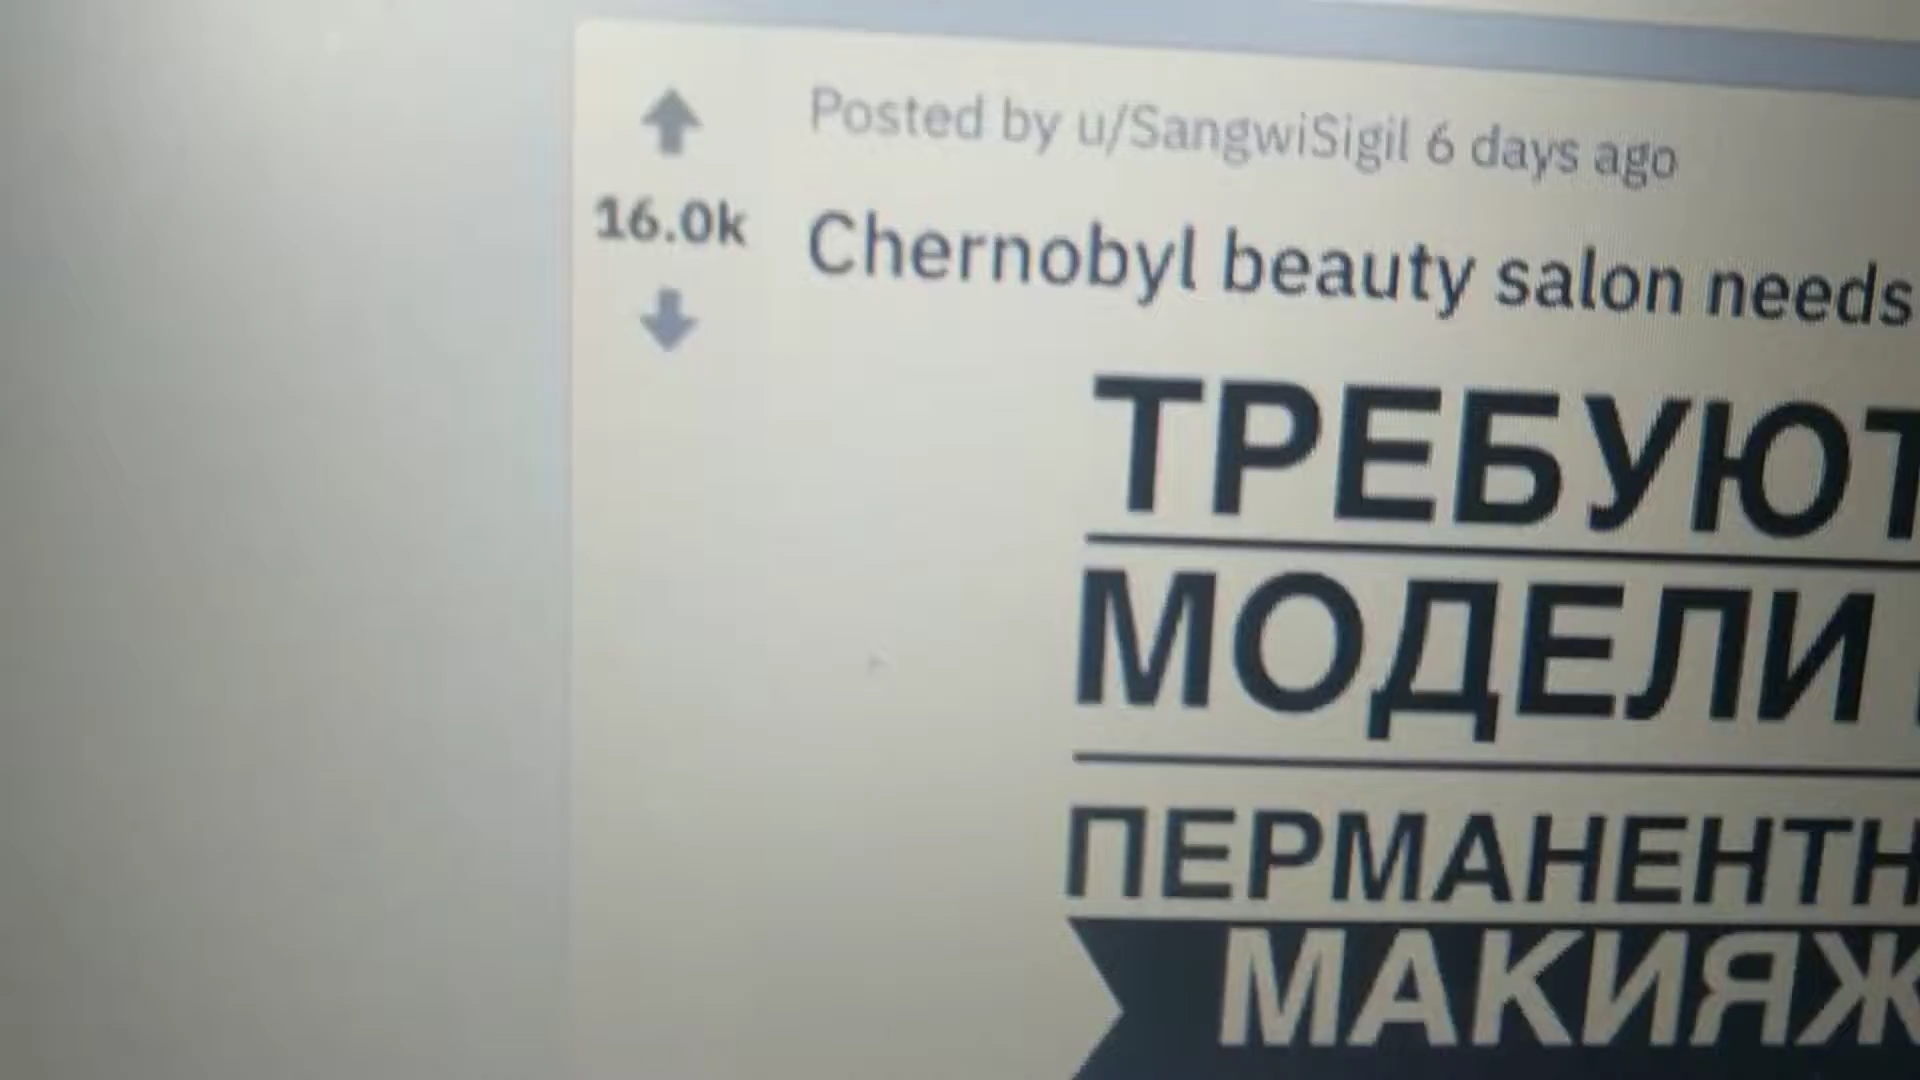 Posted by u/SangwiSigil 6 days ago
16.0k
Chernobyl beauty salon needs
ТРЕБУЮТ
МОДЕЛИ
ПЕРМАНЕНТН
МАКИЯЖ